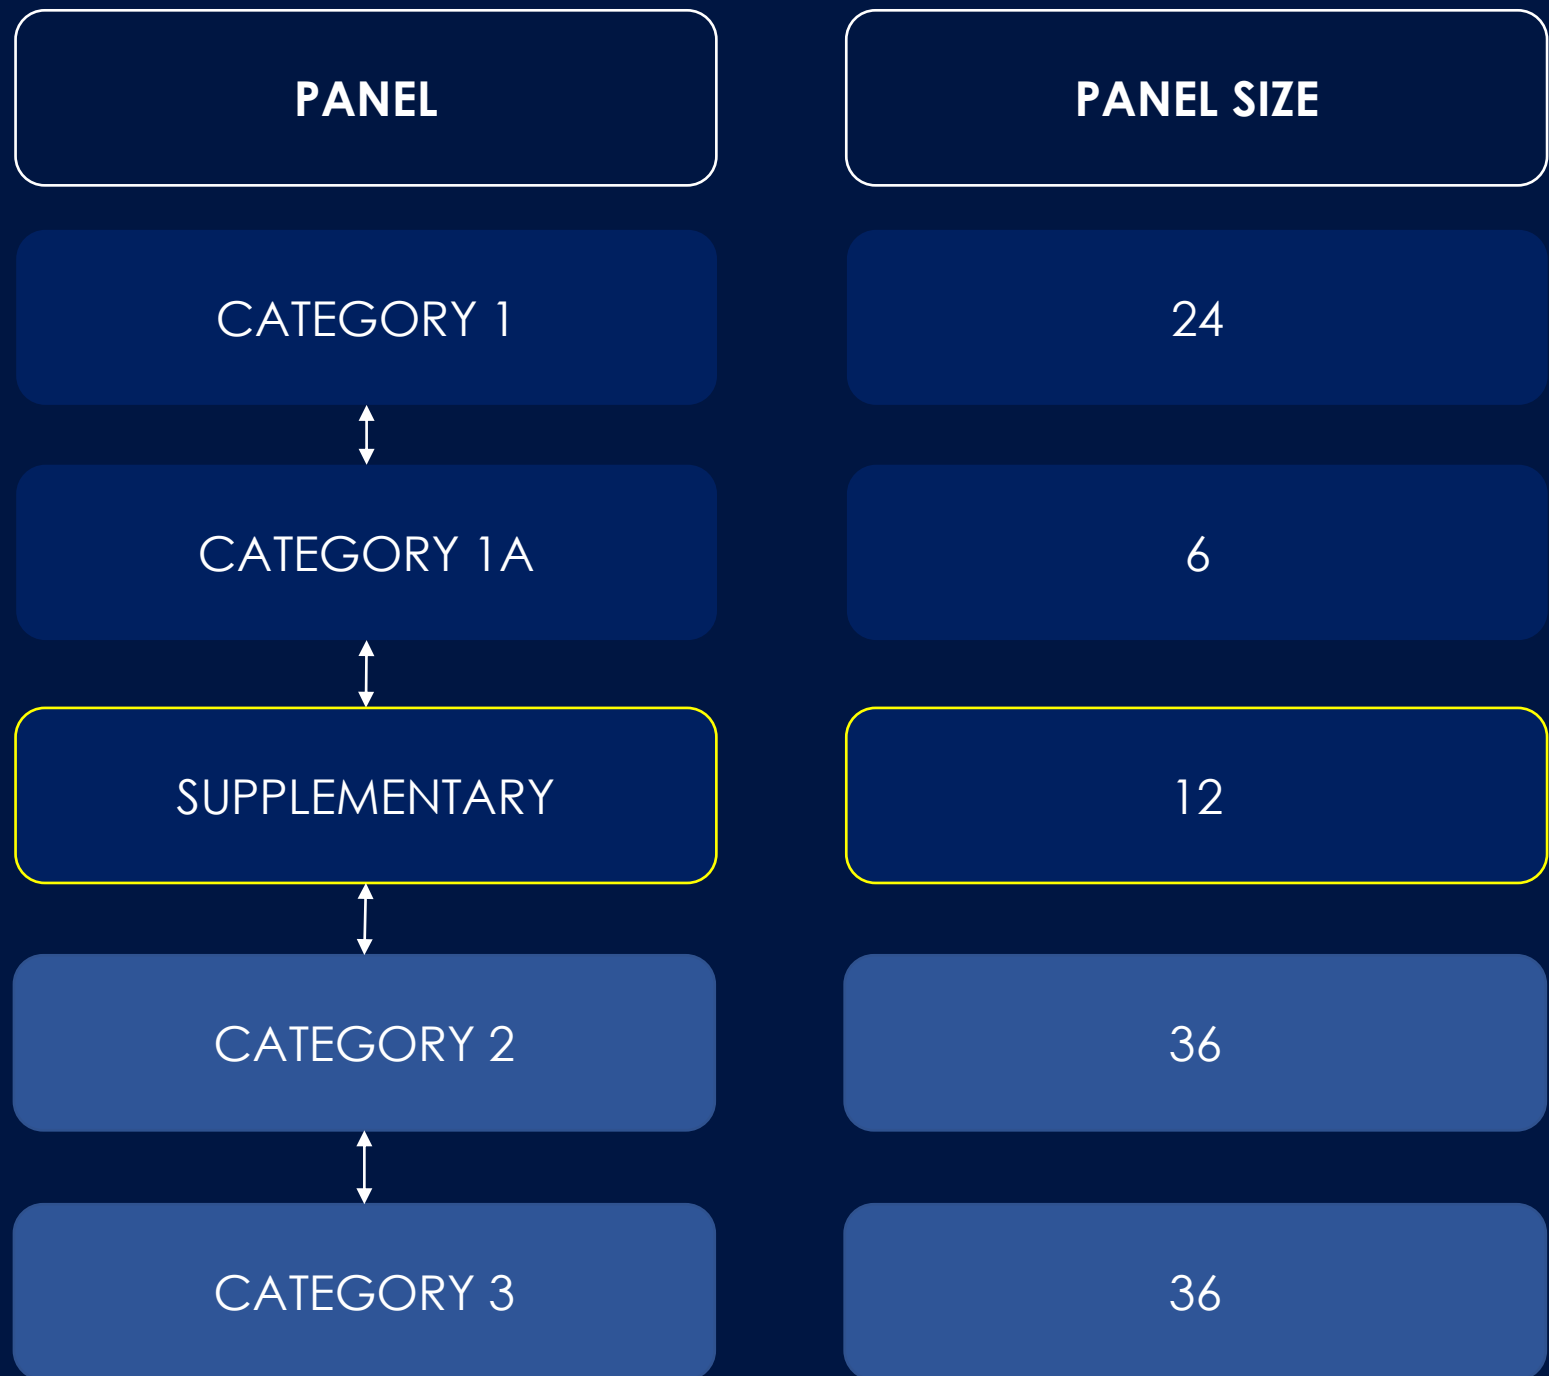 PANEL PANEL SIZE
CATEGORY 1 24
CATEGORY 1A 6
SUPPLEMENTARY 12
CATEGORY 2 36
CATEGORY 3 36